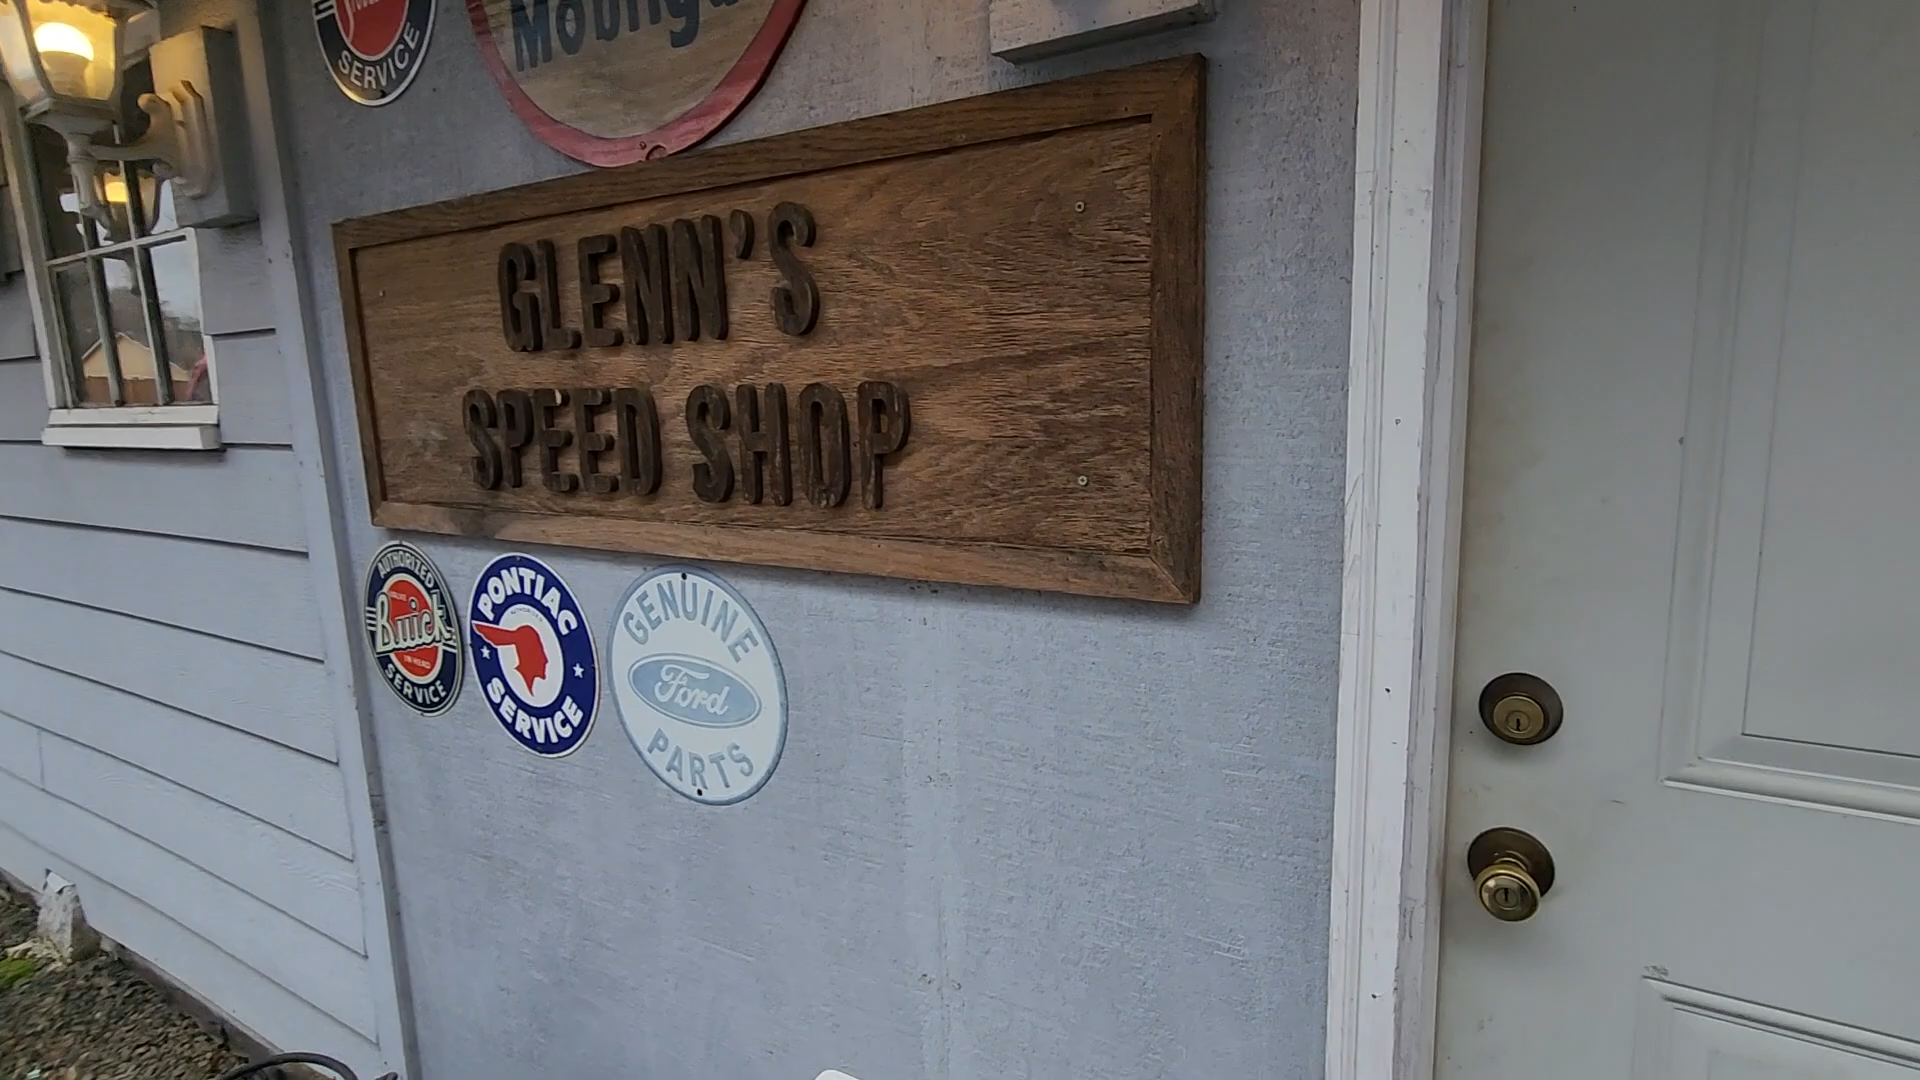 SERVICE
GLENN'S
SPEED SHOP
AUTHORIZED
Buick
SERVICE
PONTIAC
SERVICE
GENUINE
Ford
PARTS